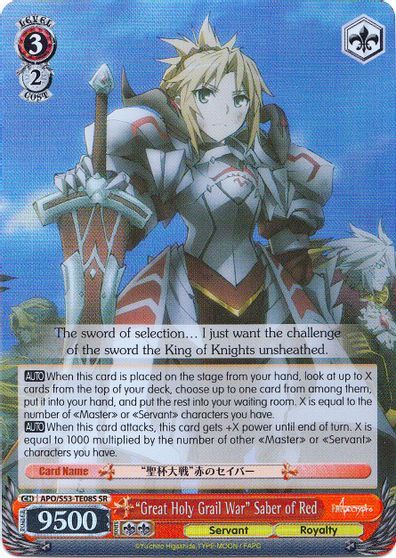 LEVEL
3
2
COST
The sword of selection... I just want the challenge
of the sword the King of Knights unsheathed.
AUTO When this card is placed on the stage from your hand, look at up to X
cards from the top of your deck, choose up to one card from among them,
put it into your hand, and put the rest into your waiting room. X is equal to the
number of «Master» or «Servant» characters you have.
AUTO When this card attacks, this card gets +X power until end of turn. X is
equal to 1000 multiplied by the number of other «Master» or «Servant»
characters you have.
Card Name “聖杯大戦”赤のセイバー
CH APO/S53-TE08S SR
“Great Holy Grail War” Saber of Red
POWER
9500
SOUL
Servant
Royalty
©Yuichiro Higashide,TYPE-MOON / FAPC